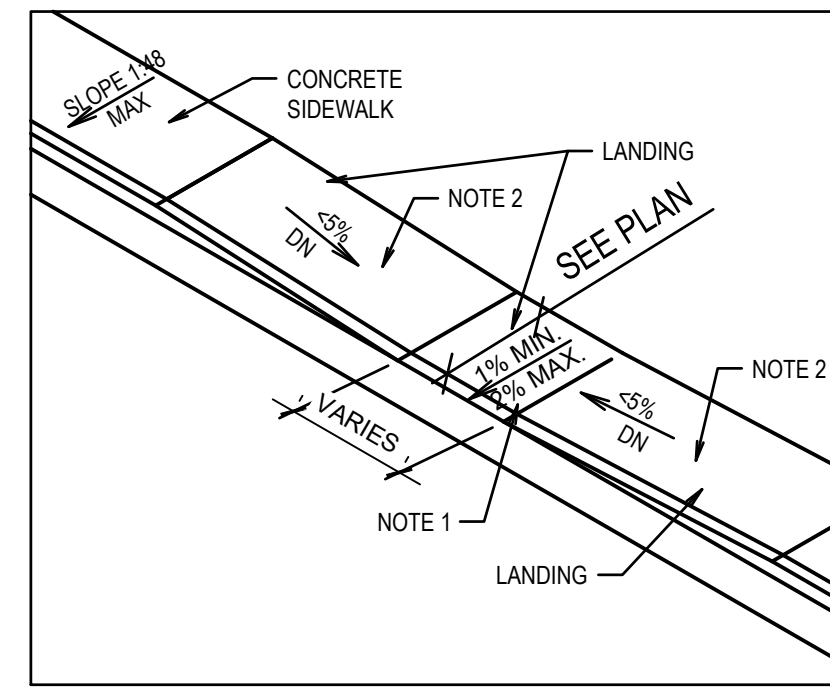 SLOPE 1:48
MAX
CONCRETE
SIDEWALK
LANDING
NOTE 2
<5%
DN
SEE PLAN
1% MIN.
2% MAX.
NOTE 2
<5%
DN
VARIES
NOTE 1
LANDING